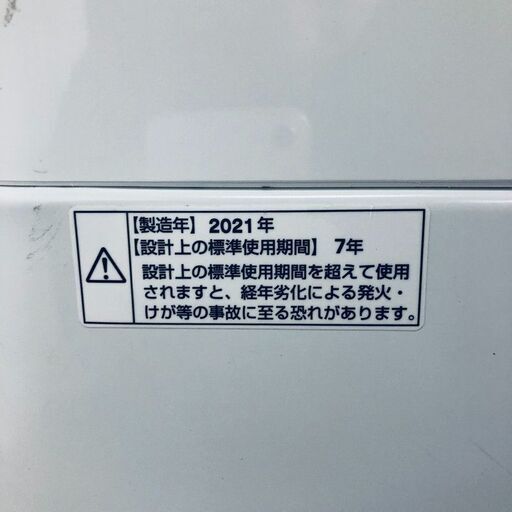 【製造年】 2021年
【設計上の標準使用期間】 7年
設計上の標準使用期間を超えて使用
されますと、経年劣化による発火・
けが等の事故に至る恐れがあります。